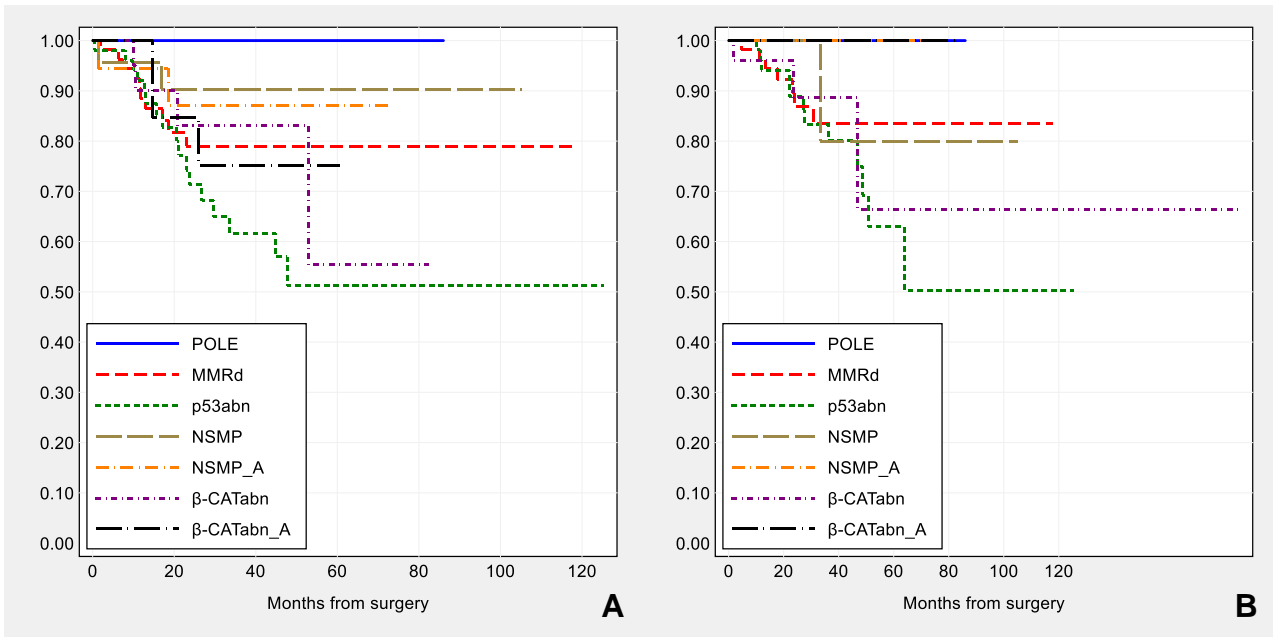 1.00
0.90
0.80
0.70
0.60
0.50
0.40
0.30
0.20
0.10
0.00
POLE
MMRd
p53abn
NSMP
NSMP_A
β-CATabn
β-CATabn_A
0 20 40 60 80 100 120
Months from surgery
A
1.00
0.90
0.80
0.70
0.60
0.50
0.40
0.30
0.20
0.10
0.00
POLE
MMRd
p53abn
NSMP
NSMP_A
β-CATabn
β-CATabn_A
0 20 40 60 80 100 120
Months from surgery
B